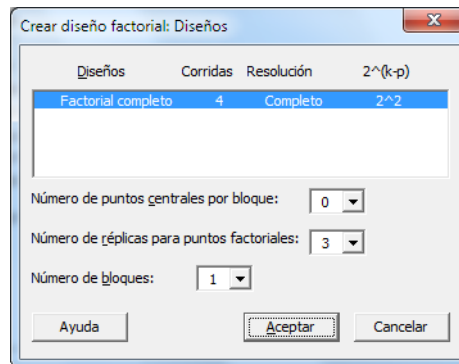 Crear diseño factorial: Diseños
Diseños Corridas Resolución 2^(k-p)
Factorial completo 4 Completo 2^2
Número de puntos centrales por bloque: 0
Número de réplicas para puntos factoriales: 3
Número de bloques: 1
Ayuda Aceptar Cancelar